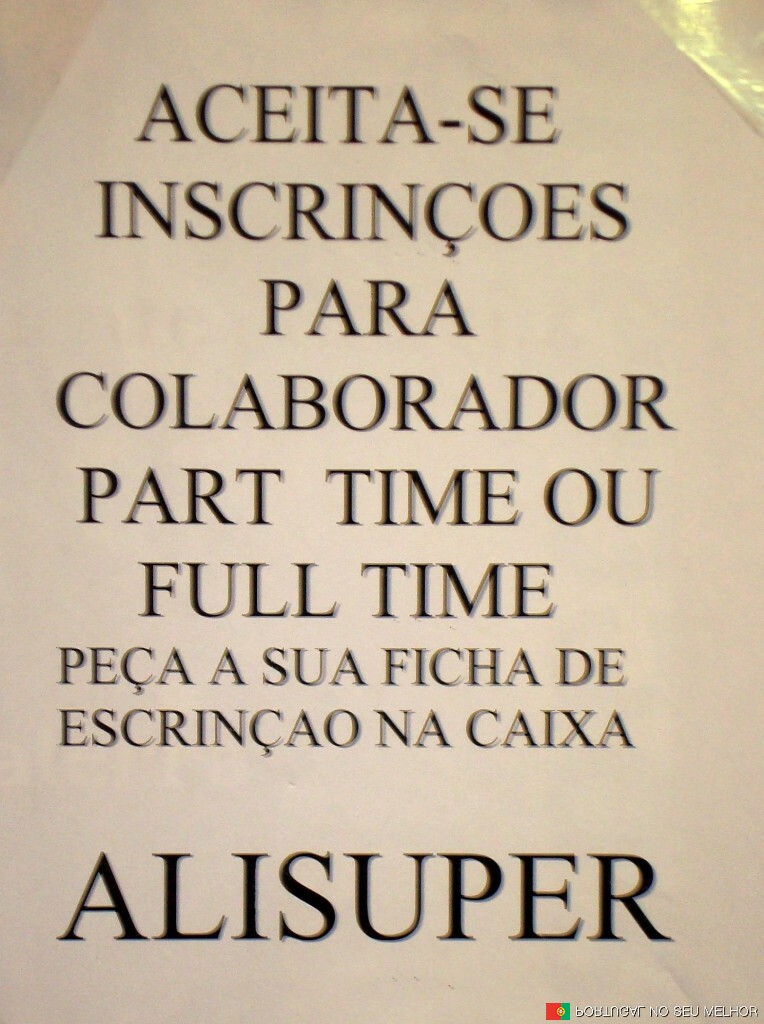 ACEITA-SE
INSCRINÇOES
PARA
COLABORADOR
PART TIME OU
FULL TIME
PEÇA A SUA FICHA DE
ESCRINÇAO NA CAIXA
ALISUPER
PORTUGAL NO SEU MELHOR